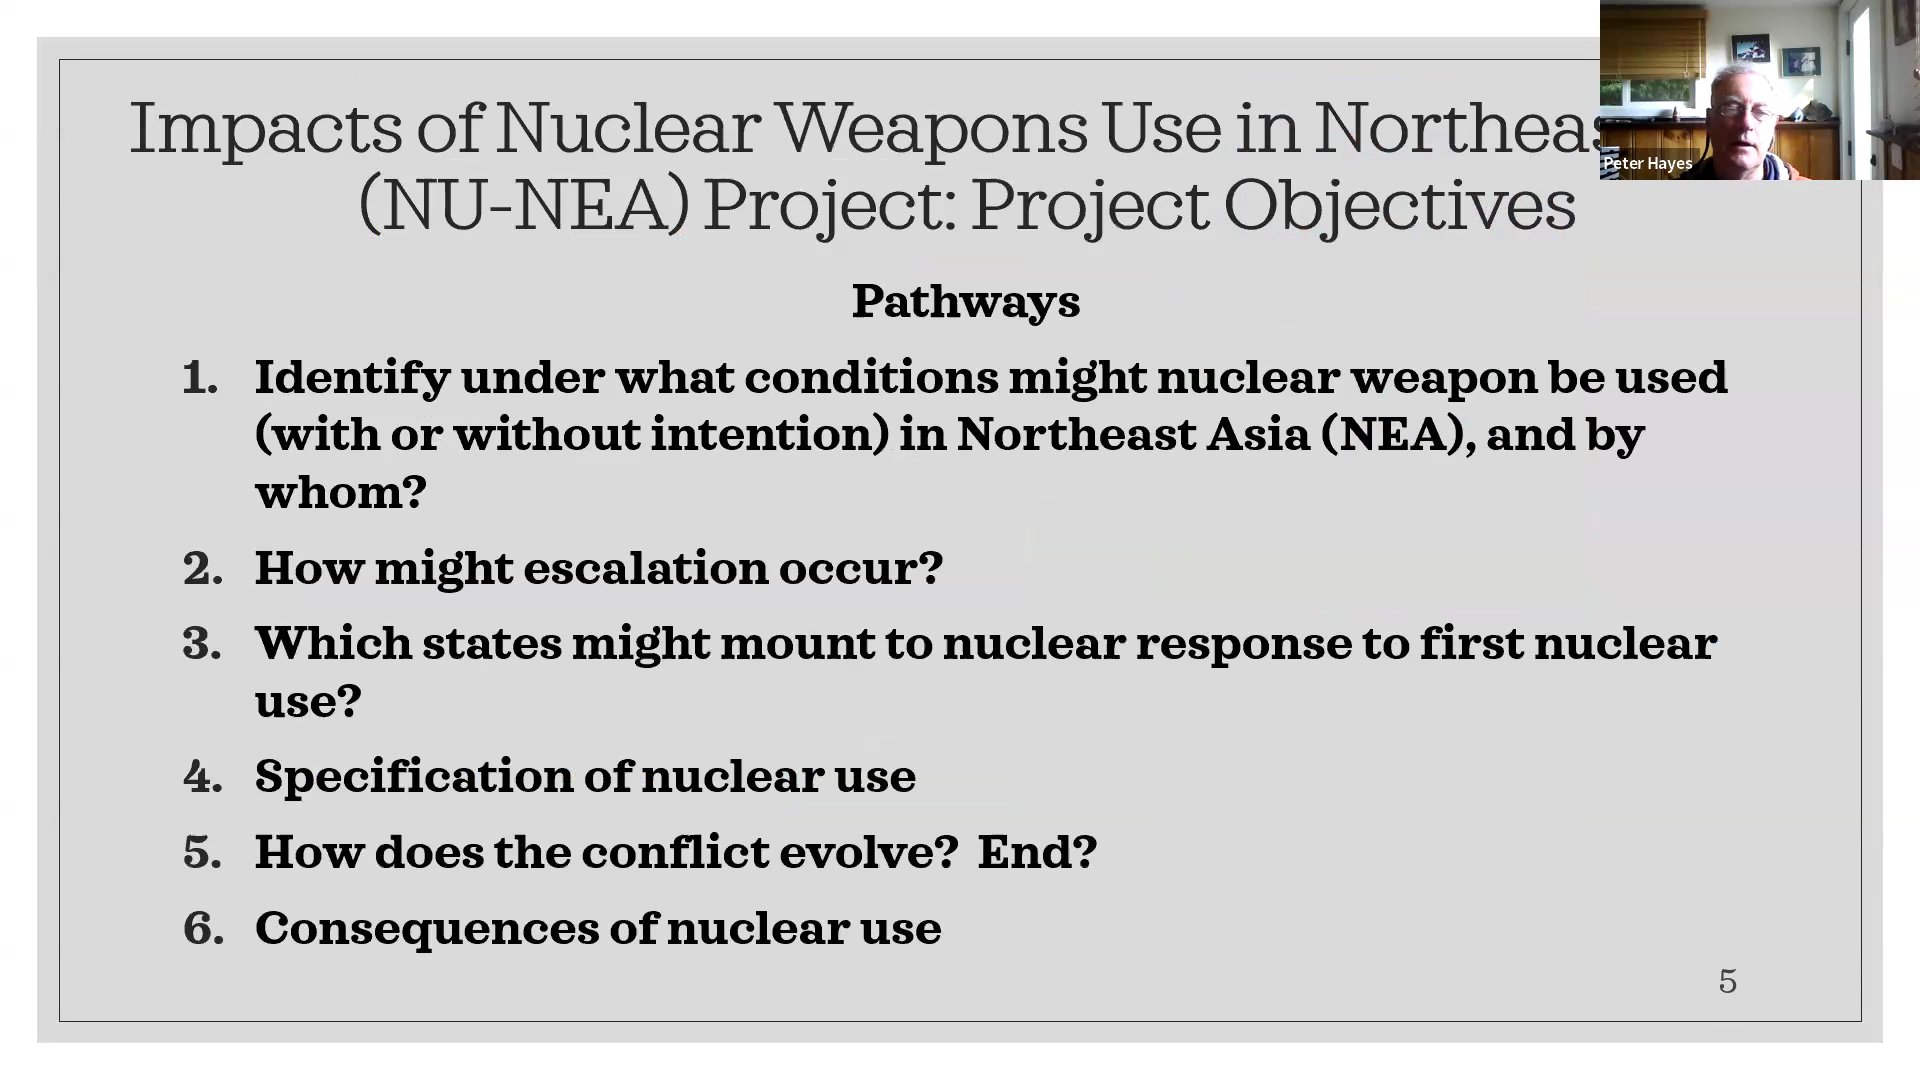 Impacts of Nuclear Weapons Use in
(NU-NEA) Project: Project Objectives
Peter Hayes
Pathways
1. Identify under what conditions might nuclear weapon be used
(with or without intention) in Northeast Asia (NEA), and by
whom?
2. How might escalation occur?
3. Which states might mount to nuclear response to first nuclear
use?
4. Specification of nuclear use
5. How does the conflict evolve?  End?
6. Consequences of nuclear use
5